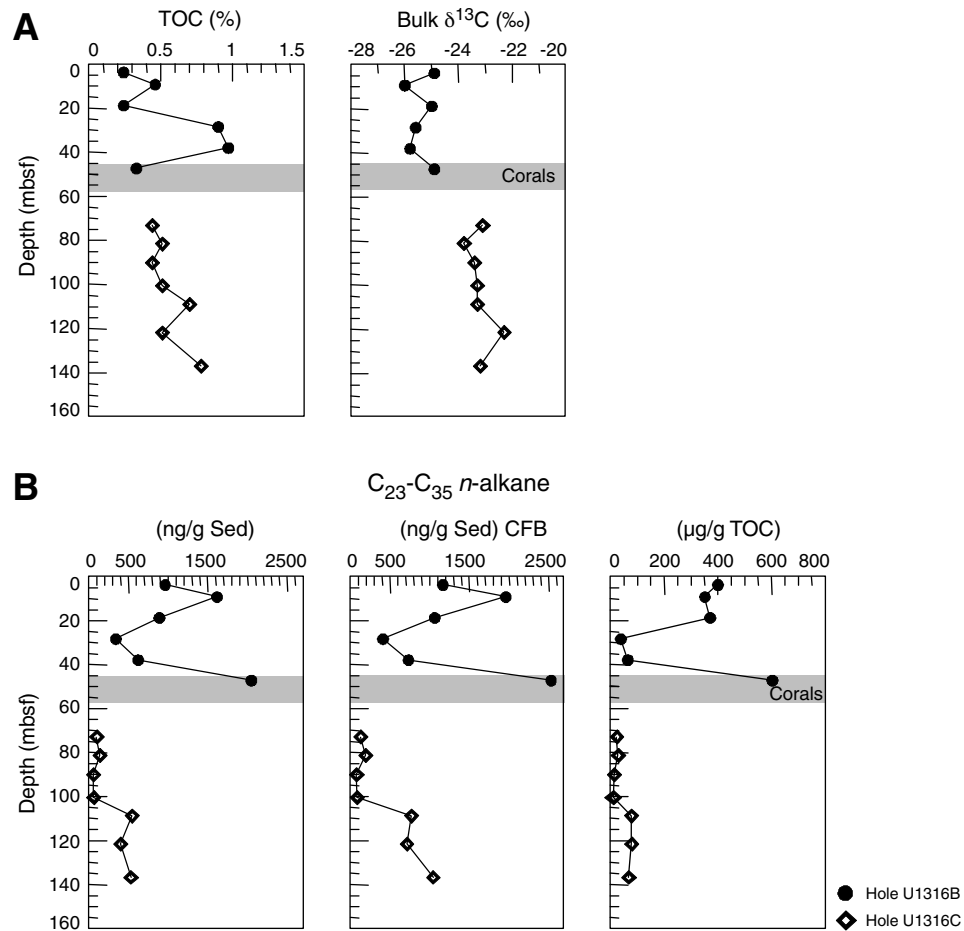 A
TOC (%)
Bulk δ¹³C (‰)
0 0.5 1 1.5
-28 -26 -24 -22 -20
0
20
40
60
80
100
120
140
160
Depth (mbsf)
Corals
B
C₂₃-C₃₅ n-alkane
(ng/g Sed)
(ng/g Sed) CFB
(µg/g TOC)
0 500 1500 2500
0 500 1500 2500
0 200 400 600 800
0
20
40
60
80
100
120
140
160
Depth (mbsf)
Corals
Hole U1316B
Hole U1316C